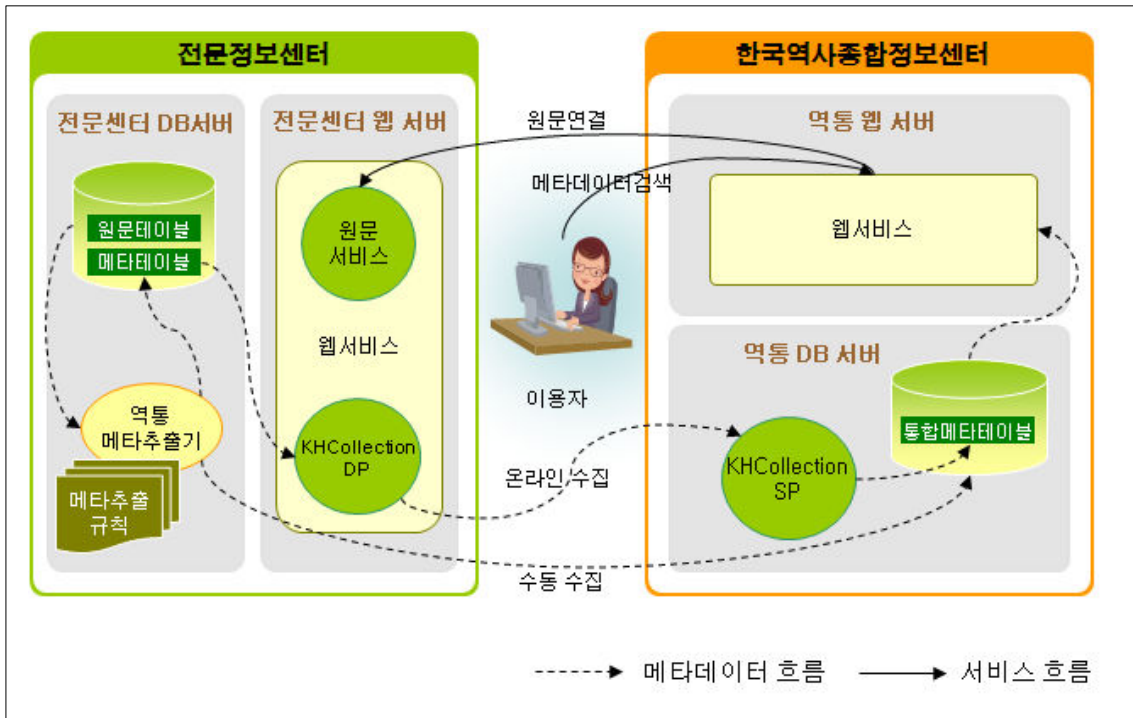 전문정보센터
전문센터 DB서버
원문테이블
메타테이블
역통
메타추출기
메타추출
규칙
전문센터 웹 서버
원문
서비스
웹서비스
KHCollection
DP
원문연결
메타데이터검색
이용자
온라인 수집
수동 수집
한국역사종합정보센터
역통 웹 서버
웹서비스
역통 DB 서버
통합메타테이블
KHCollection
SP
메타데이터 흐름
서비스 흐름